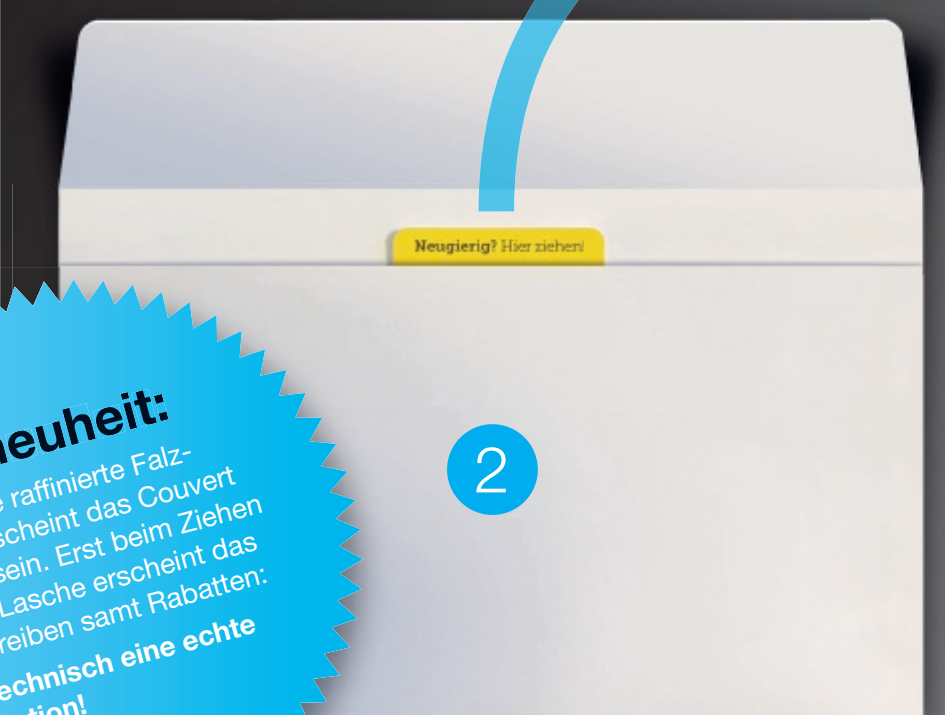 Neugierig? Hier ziehen!
2
neuheit:
raffinierte Falz-
scheint das Couvert
sein. Erst beim Ziehen
Lasche erscheint das
reiben samt Rabatten:
echnisch eine echte
tion!